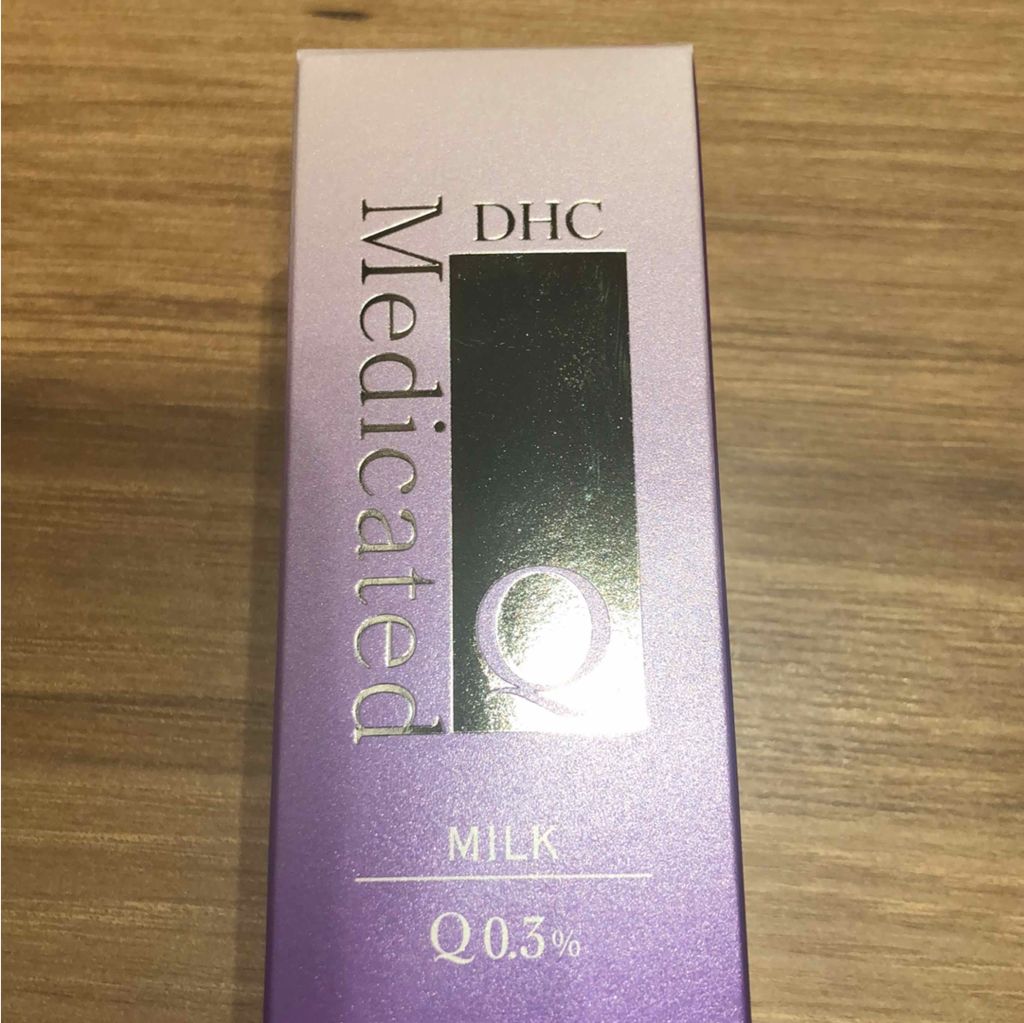 DHC
Medicated
Q
MILK
Q 0.3%